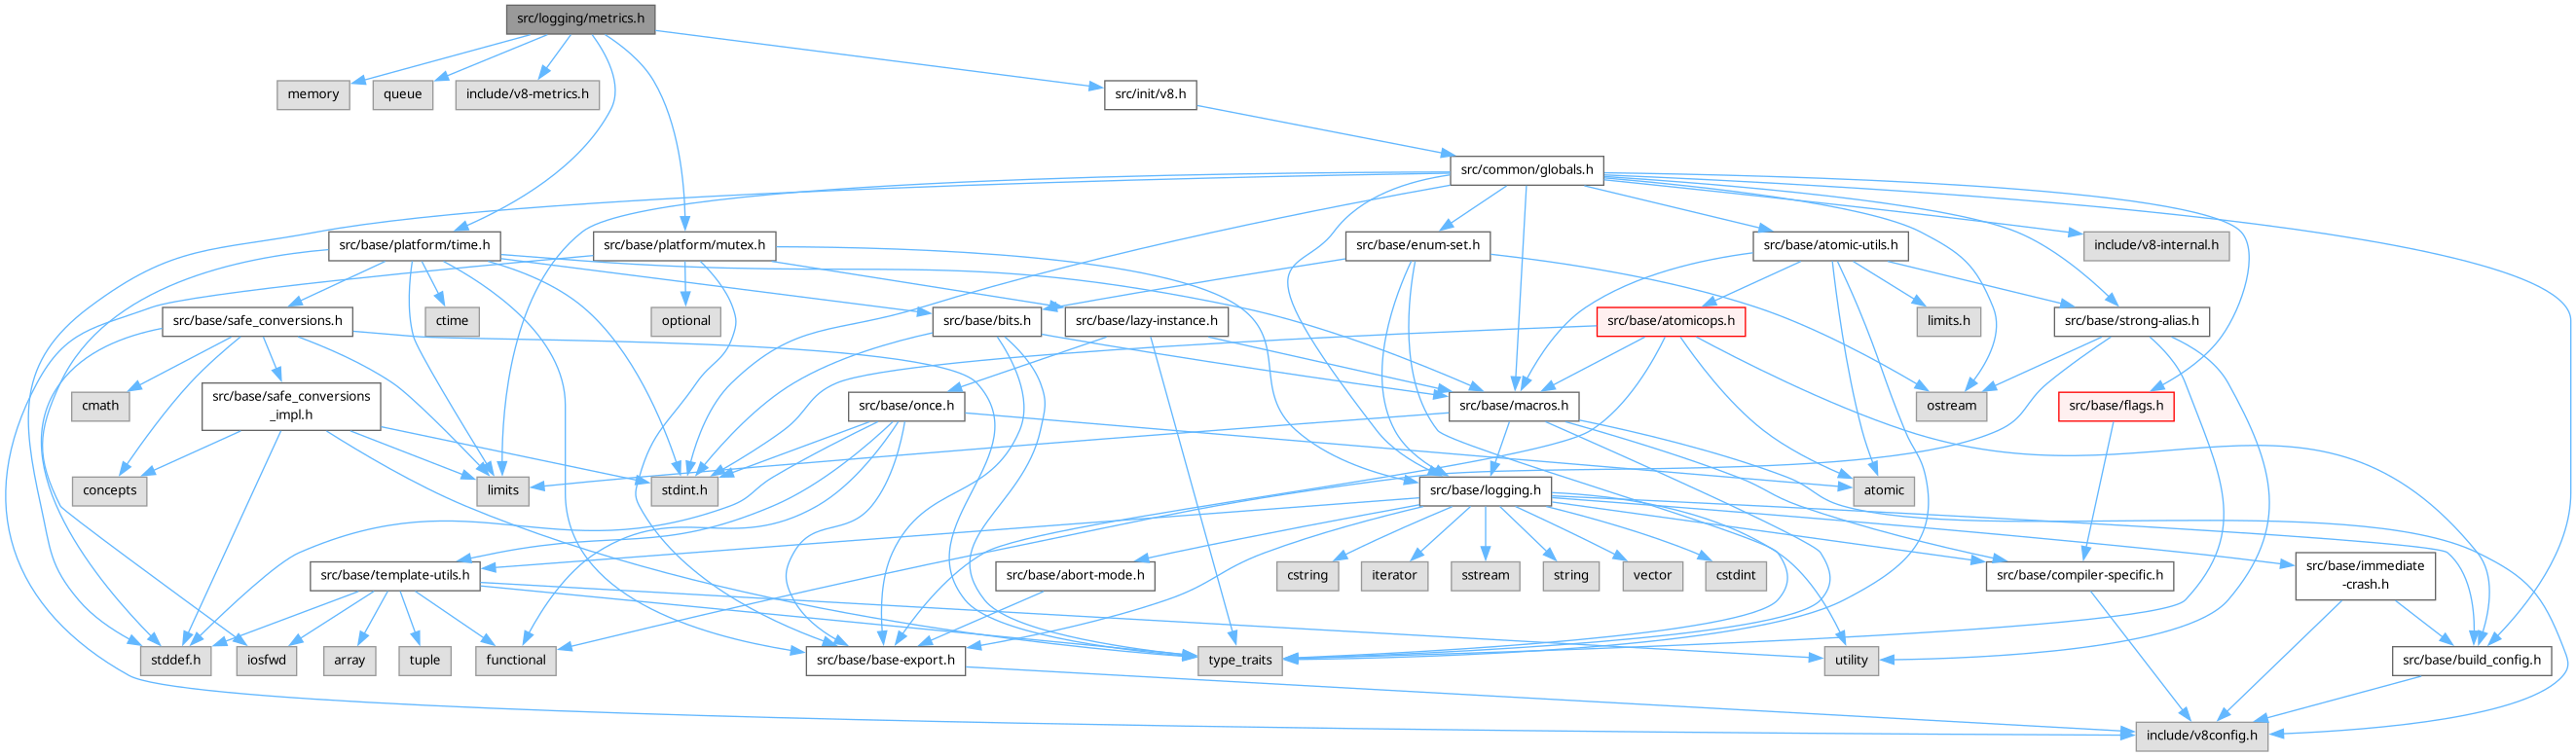 src/logging/metrics.h
memory
queue
include/v8-metrics.h
src/init/v8.h
src/common/globals.h
src/base/platform/time.h
src/base/platform/mutex.h
src/base/enum-set.h
src/base/atomic-utils.h
include/v8-internal.h
src/base/safe_conversions.h
ctime
optional
src/base/bits.h
src/base/lazy-instance.h
src/base/atomicops.h
limits.h
src/base/strong-alias.h
cmath
src/base/safe_conversions
_impl.h
src/base/once.h
src/base/macros.h
ostream
src/base/flags.h
concepts
limits
stdint.h
src/base/logging.h
atomic
src/base/template-utils.h
src/base/abort-mode.h
cstring
iterator
sstream
string
vector
cstdint
src/base/compiler-specific.h
src/base/immediate
-crash.h
stddef.h
iosfwd
array
tuple
functional
src/base/base-export.h
type_traits
utility
src/base/build_config.h
include/v8config.h